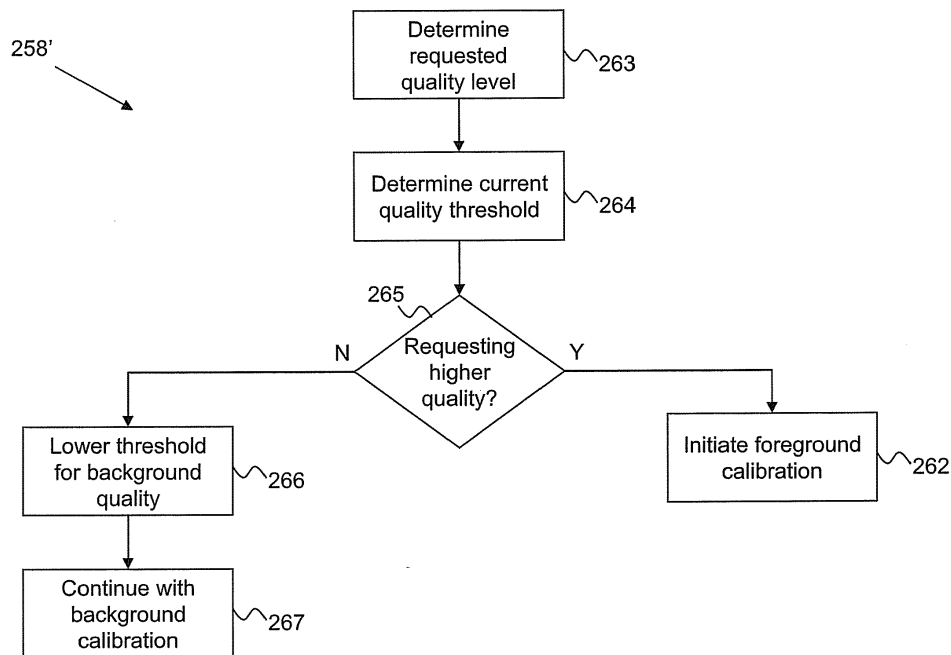 258’
Determine
requested
quality level
263
Determine current
quality threshold
264
265
Requesting
higher
quality?
N
Y
Lower threshold
for background
quality
266
Initiate foreground
calibration
262
Continue with
background
calibration
267